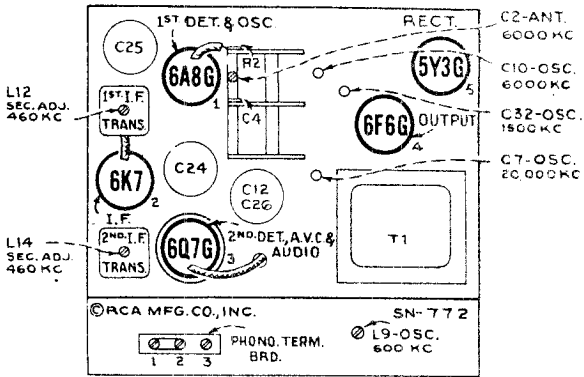 1ST. DET. & OSC.
RECT.
C2-ANT.
6000 KC
C25
R2
6A8G
1
C4
5Y3G
5
C10-OSC.
6000 KC
L12
SEC. ADJ.
460 KC
1ST I.F.
TRANS.
6F6G
4
OUTPUT
C32-OSC.
1500 KC
6K7
2
I.F.
C24
C12
C26
C7-OSC.
20,000 KC
L14
SEC. ADJ.
460 KC
2ND. I.F.
TRANS.
6Q7G
3
2ND. DET., A.V.C. &
AUDIO
T1
©RCA MFG. CO., INC.
SN-772
PHONO. TERM.
BRD.
1 2 3
L9-OSC.
600 KC